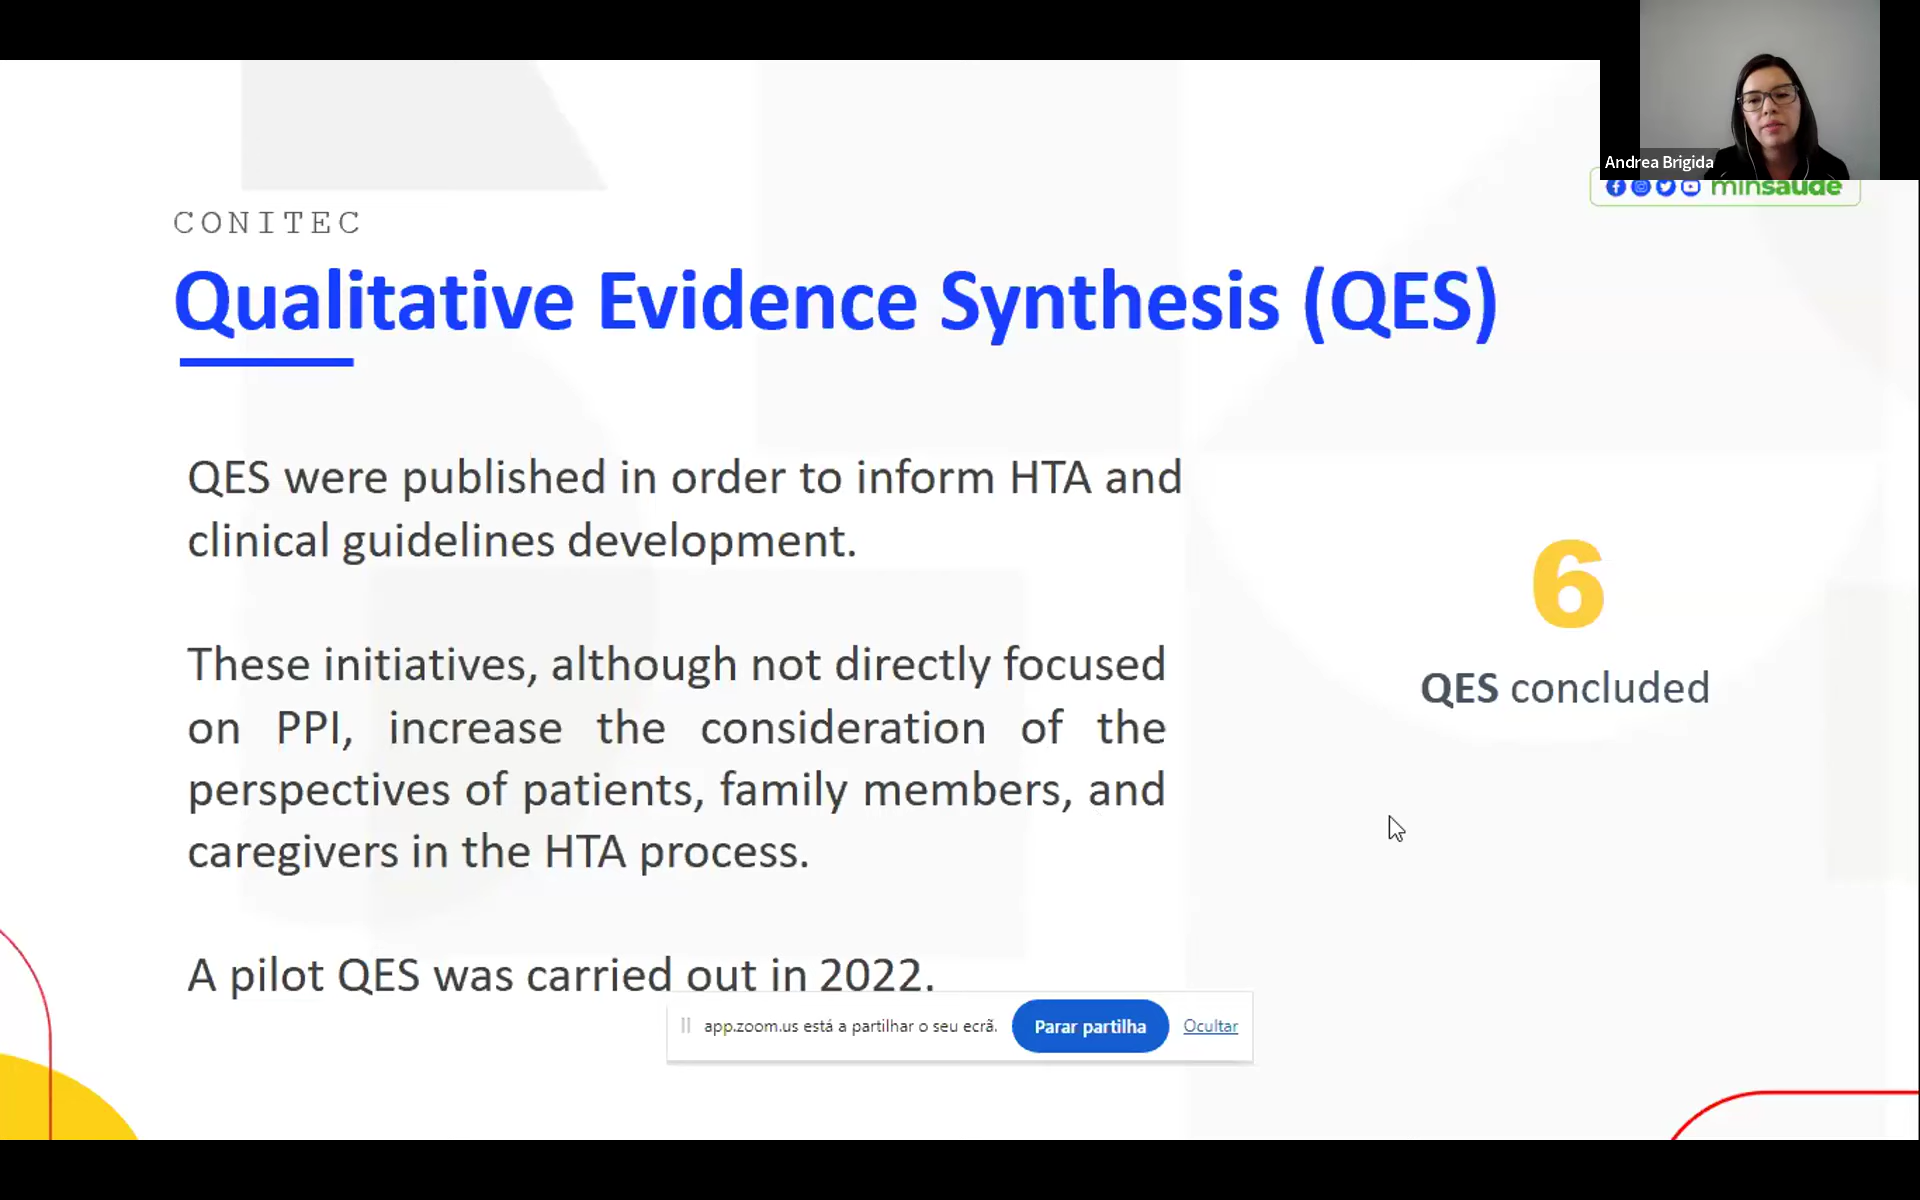 Andrea Brigida
minsaude
CONITEC
Qualitative Evidence Synthesis (QES)
QES were published in order to inform HTA and
clinical guidelines development.
These initiatives, although not directly focused
on PPI, increase the consideration of the
perspectives of patients, family members, and
caregivers in the HTA process.
A pilot QES was carried out in 2022.
6
QES concluded
app.zoom.us está a partilhar o seu ecrã.
Parar partilha
Ocultar